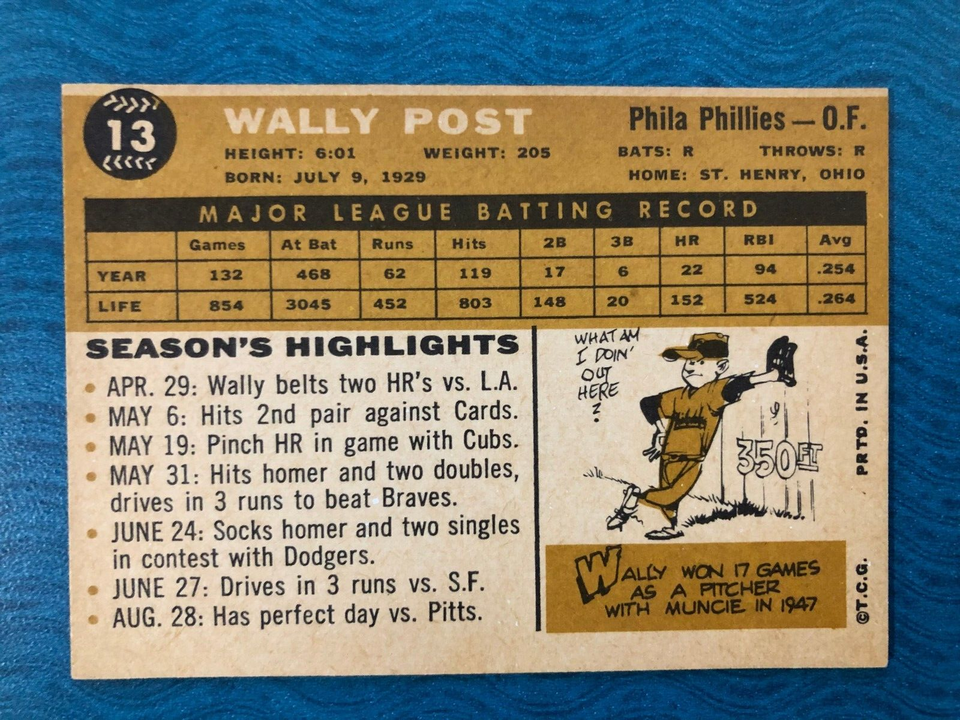 13
WALLY POST
Phila Phillies — O.F.
HEIGHT: 6:01 WEIGHT: 205 BATS: R THROWS: R
BORN: JULY 9, 1929 HOME: ST. HENRY, OHIO
MAJOR LEAGUE BATTING RECORD
Games At Bat Runs Hits 2B 3B HR RBI Avg
YEAR 132 468 62 119 17 6 22 94 .254
LIFE 854 3045 452 803 148 20 152 524 .264
SEASON'S HIGHLIGHTS
• APR. 29: Wally belts two HR's vs. L.A.
• MAY 6: Hits 2nd pair against Cards.
• MAY 19: Pinch HR in game with Cubs.
• MAY 31: Hits homer and two doubles,
drives in 3 runs to beat Braves.
• JUNE 24: Socks homer and two singles
in contest with Dodgers.
• JUNE 27: Drives in 3 runs vs. S.F.
• AUG. 28: Has perfect day vs. Pitts.
WHAT AM
I DOIN'
OUT
HERE
?
350 FT
WALLY WON 17 GAMES
AS A PITCHER
WITH MUNCIE IN 1947
©T.C.G. PRTD. IN U.S.A.